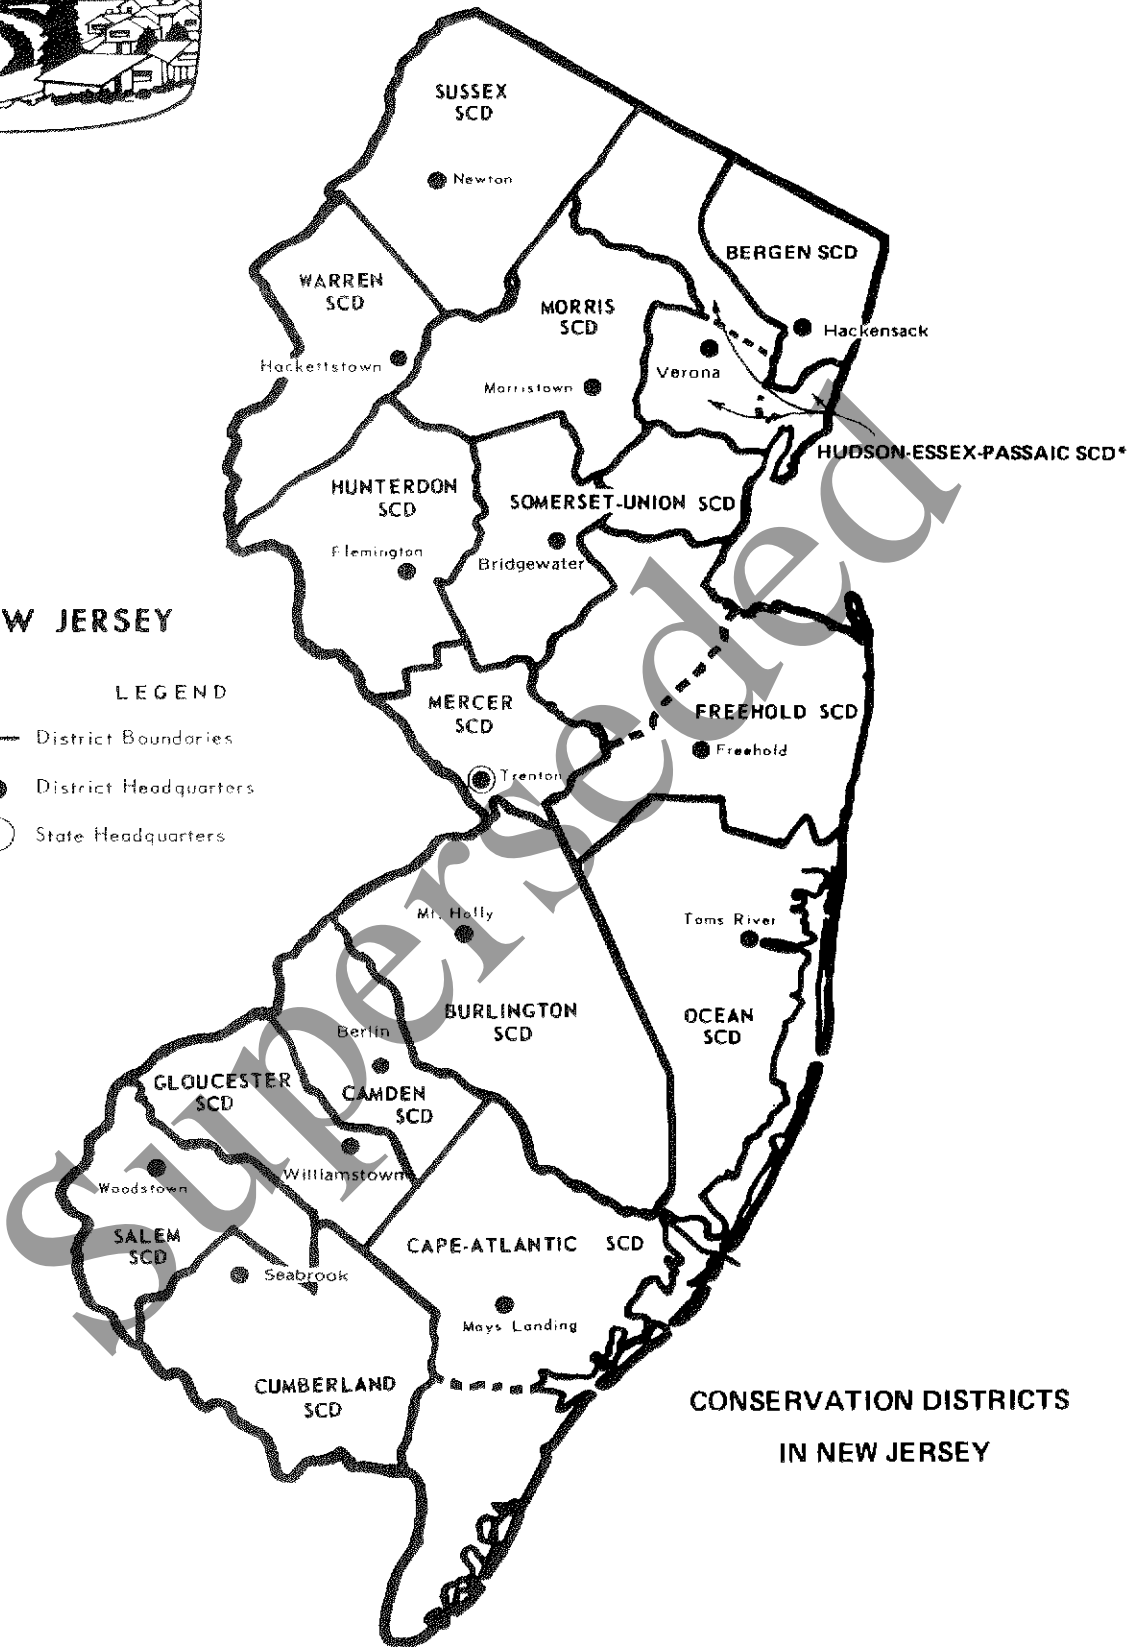 SUSSEX
SCD
Newton
BERGEN SCD
WARREN
SCD
MORRIS
SCD
Hackensack
Hackettstown
Verona
Morristown
HUDSON-ESSEX-PASSAIC SCD*
HUNTERDON
SCD
SOMERSET-UNION SCD
Flemington
Bridgewater
W JERSEY
LEGEND
District Boundaries
District Headquarters
State Headquarters
MERCER
SCD
FREEHOLD SCD
Freehold
Trenton
Mt. Holly
Toms River
BURLINGTON
SCD
OCEAN
SCD
Berlin
GLOUCESTER
SCD
CAMDEN
SCD
Williamstown
Woodstown
SALEM
SCD
CAPE-ATLANTIC SCD
Seabrook
Mays Landing
CUMBERLAND
SCD
CONSERVATION DISTRICTS
IN NEW JERSEY
Superseded